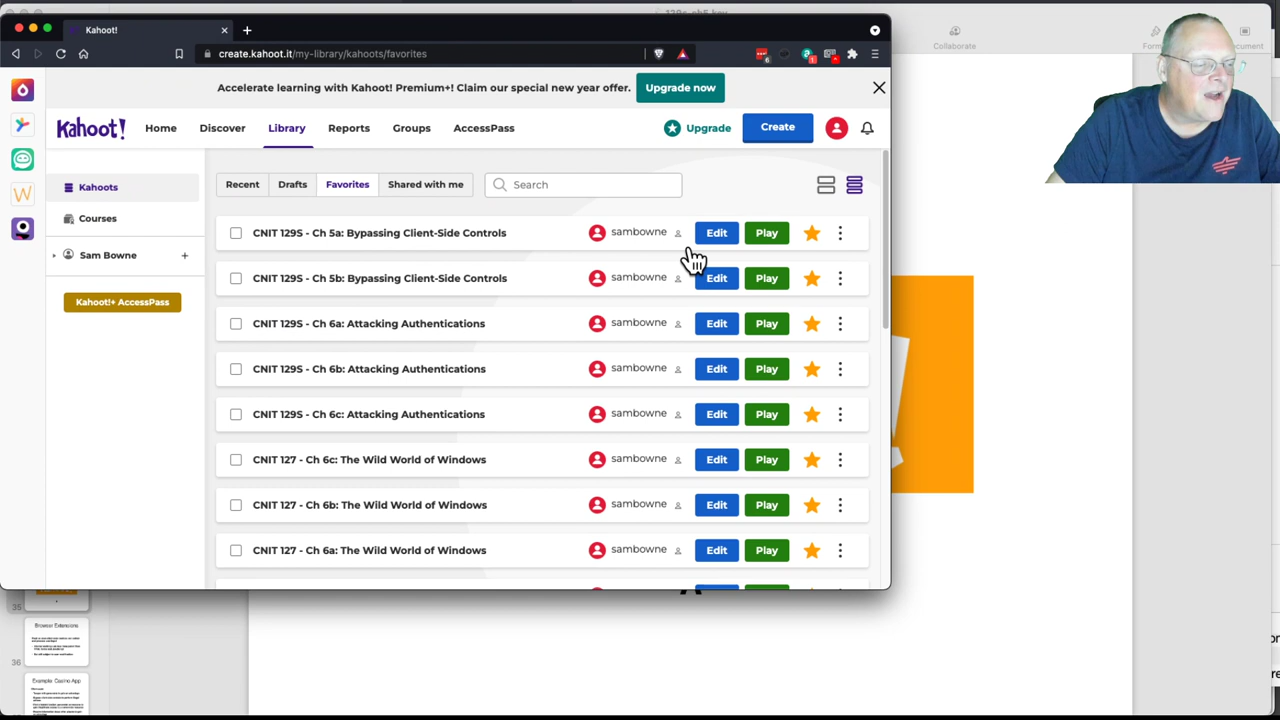 129s-ch5.key
Kahoot!
create.kahoot.it/my-library/kahoots/favorites
Collaborate
Accelerate learning with Kahoot! Premium+! Claim our special new year offer.
Upgrade now
Kahoot!
Home
Discover
Library
Reports
Groups
AccessPass
Upgrade
Create
Kahoots
Courses
Sam Bowne
Kahoot!+ AccessPass
Recent
Drafts
Favorites
Shared with me
Search
CNIT 129S - Ch 5a: Bypassing Client-Side Controls
sambowne
Edit
Play
CNIT 129S - Ch 5b: Bypassing Client-Side Controls
sambowne
Edit
Play
CNIT 129S - Ch 6a: Attacking Authentications
sambowne
Edit
Play
CNIT 129S - Ch 6b: Attacking Authentications
sambowne
Edit
Play
CNIT 129S - Ch 6c: Attacking Authentications
sambowne
Edit
Play
CNIT 127 - Ch 6c: The Wild World of Windows
sambowne
Edit
Play
CNIT 127 - Ch 6b: The Wild World of Windows
sambowne
Edit
Play
CNIT 127 - Ch 6a: The Wild World of Windows
sambowne
Edit
Play
35
Browser Extensions
36
Example: Casino App